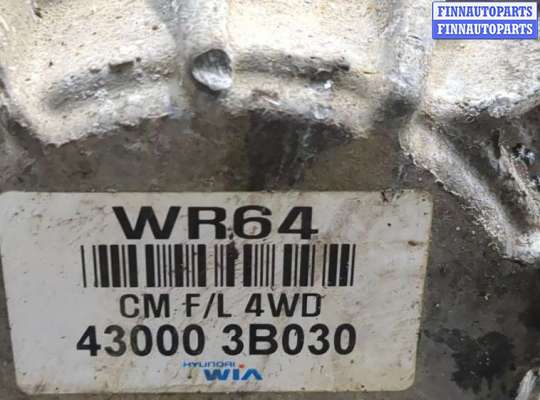 FINNAUTOPARTS
FINNAUTOPARTS
WR64
CM F/L 4WD
43000 3B030
HYUNDAI
WIA